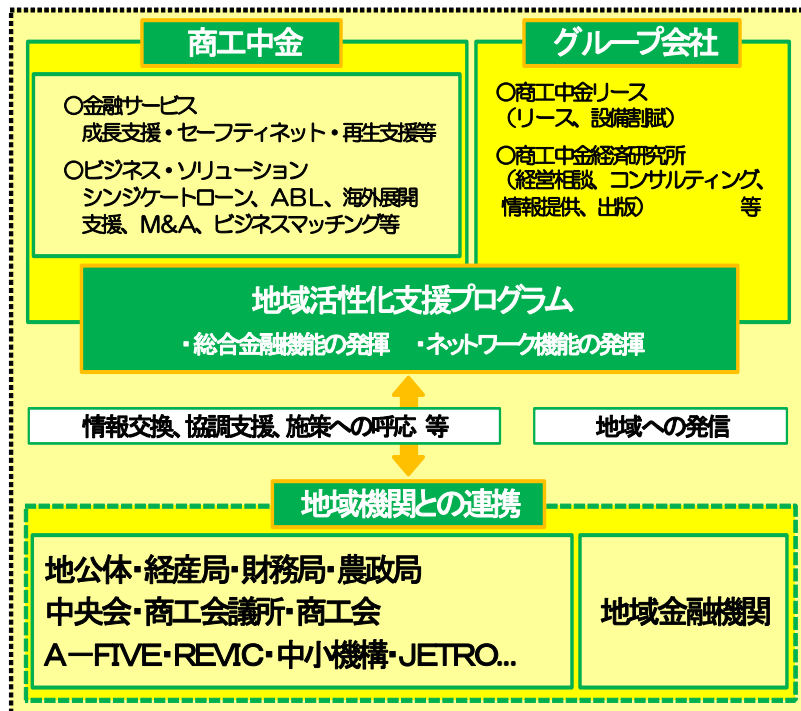 商工中金
○金融サービス
成長支援・セーフティネット・再生支援等
○ビジネス・ソリューション
シンジケートローン、ABL、海外展開
支援、M&A、ビジネスマッチング等
グループ会社
○商工中金リース
（リース、設備割賦）
○商工中金経済研究所
（経営相談、コンサルティング、
情報提供、出版） 等
地域活性化支援プログラム
・総合金融機能の発揮 ・ネットワーク機能の発揮
情報交換、協調支援、施策への呼応 等
地域への発信
地域機関との連携
地公体・経産局・財務局・農政局
中央会・商工会議所・商工会
A－FIVE・REVIC・中小機構・JETRO…
地域金融機関